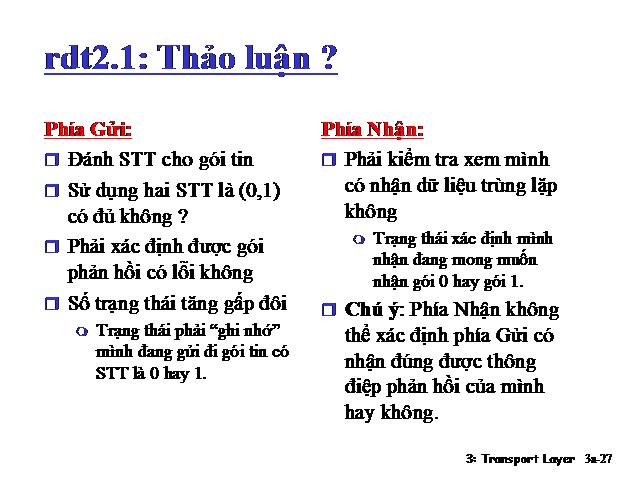 rdt2.1: Thảo luận ?
Phía Gửi:
Đánh STT cho gói tin
Sử dụng hai STT là (0,1)
có đủ không ?
Phải xác định được gói
phản hồi có lỗi không
Số trạng thái tăng gấp đôi
Trạng thái phải “ghi nhớ”
mình đang gửi đi gói tin có
STT là 0 hay 1.
Phía Nhận:
Phải kiểm tra xem mình
có nhận dữ liệu trùng lặp
không
Trạng thái xác định mình
nhận đang mong muốn
nhận gói 0 hay gói 1.
Chú ý: Phía Nhận không
thể xác định phía Gửi có
nhận đúng được thông
điệp phản hồi của mình
hay không.
3: Transport Layer 3a-27